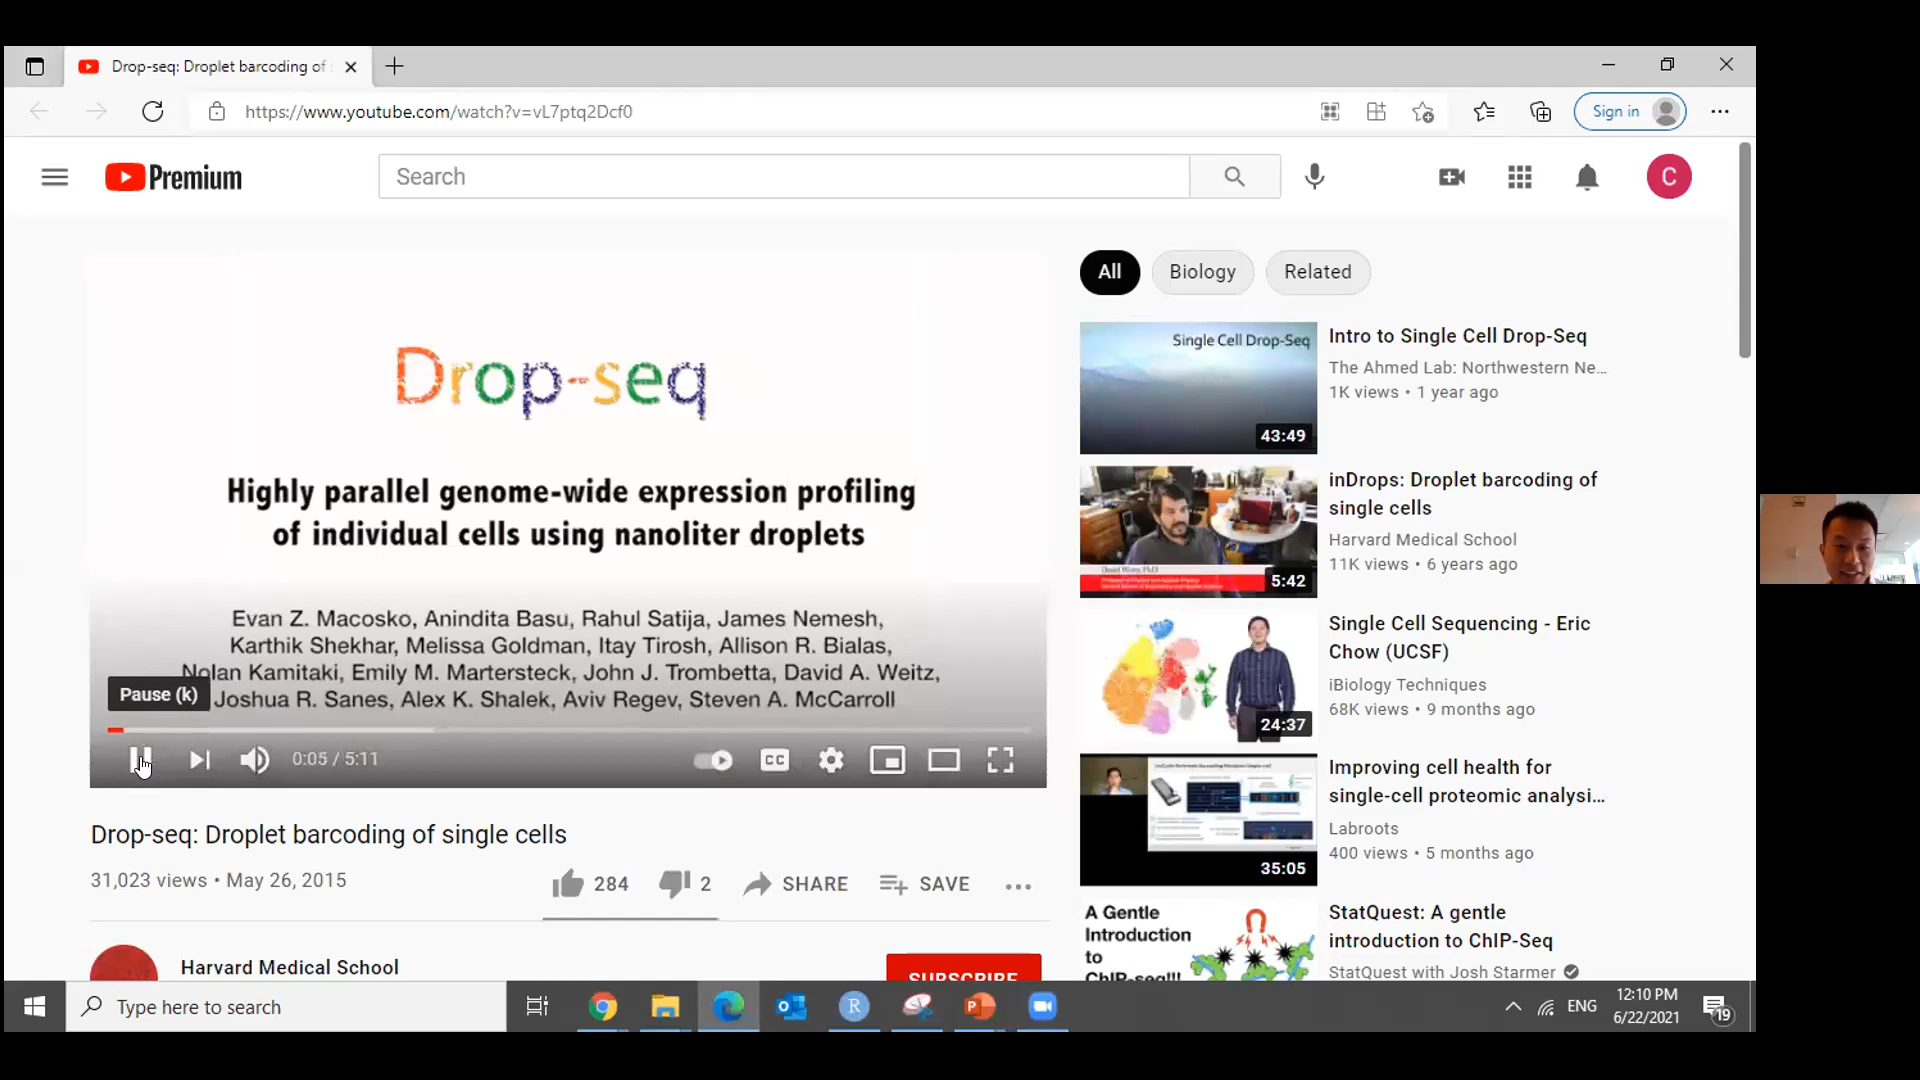 Drop-seq: Droplet barcoding of
https://www.youtube.com/watch?v=vL7ptq2Dcf0
Sign in
Premium
Search
C
Drop-seq
Highly parallel genome-wide expression profiling
of individual cells using nanoliter droplets
Evan Z. Macosko, Anindita Basu, Rahul Satija, James Nemesh,
Karthik Shekhar, Melissa Goldman, Itay Tirosh, Allison R. Bialas,
Nolan Kamitaki, Emily M. Martersteck, John J. Trombetta, David A. Weitz,
Joshua R. Sanes, Alex K. Shalek, Aviv Regev, Steven A. McCarroll
Pause (k)
0:05 / 5:11
CC
Drop-seq: Droplet barcoding of single cells
31,023 views • May 26, 2015
284
2
SHARE
SAVE
Harvard Medical School
SUBSCRIBE
All
Biology
Related
Single Cell Drop-Seq
43:49
Intro to Single Cell Drop-Seq
The Ahmed Lab: Northwestern Ne...
1K views • 1 year ago
5:42
inDrops: Droplet barcoding of
single cells
Harvard Medical School
11K views • 6 years ago
24:37
Single Cell Sequencing - Eric
Chow (UCSF)
iBiology Techniques
68K views • 9 months ago
35:05
Improving cell health for
single-cell proteomic analysi...
Labroots
400 views • 5 months ago
A Gentle
Introduction
to
ChIP-seq!!!
StatQuest: A gentle
introduction to ChIP-Seq
StatQuest with Josh Starmer
Type here to search
R
P
ENG
12:10 PM
6/22/2021
19